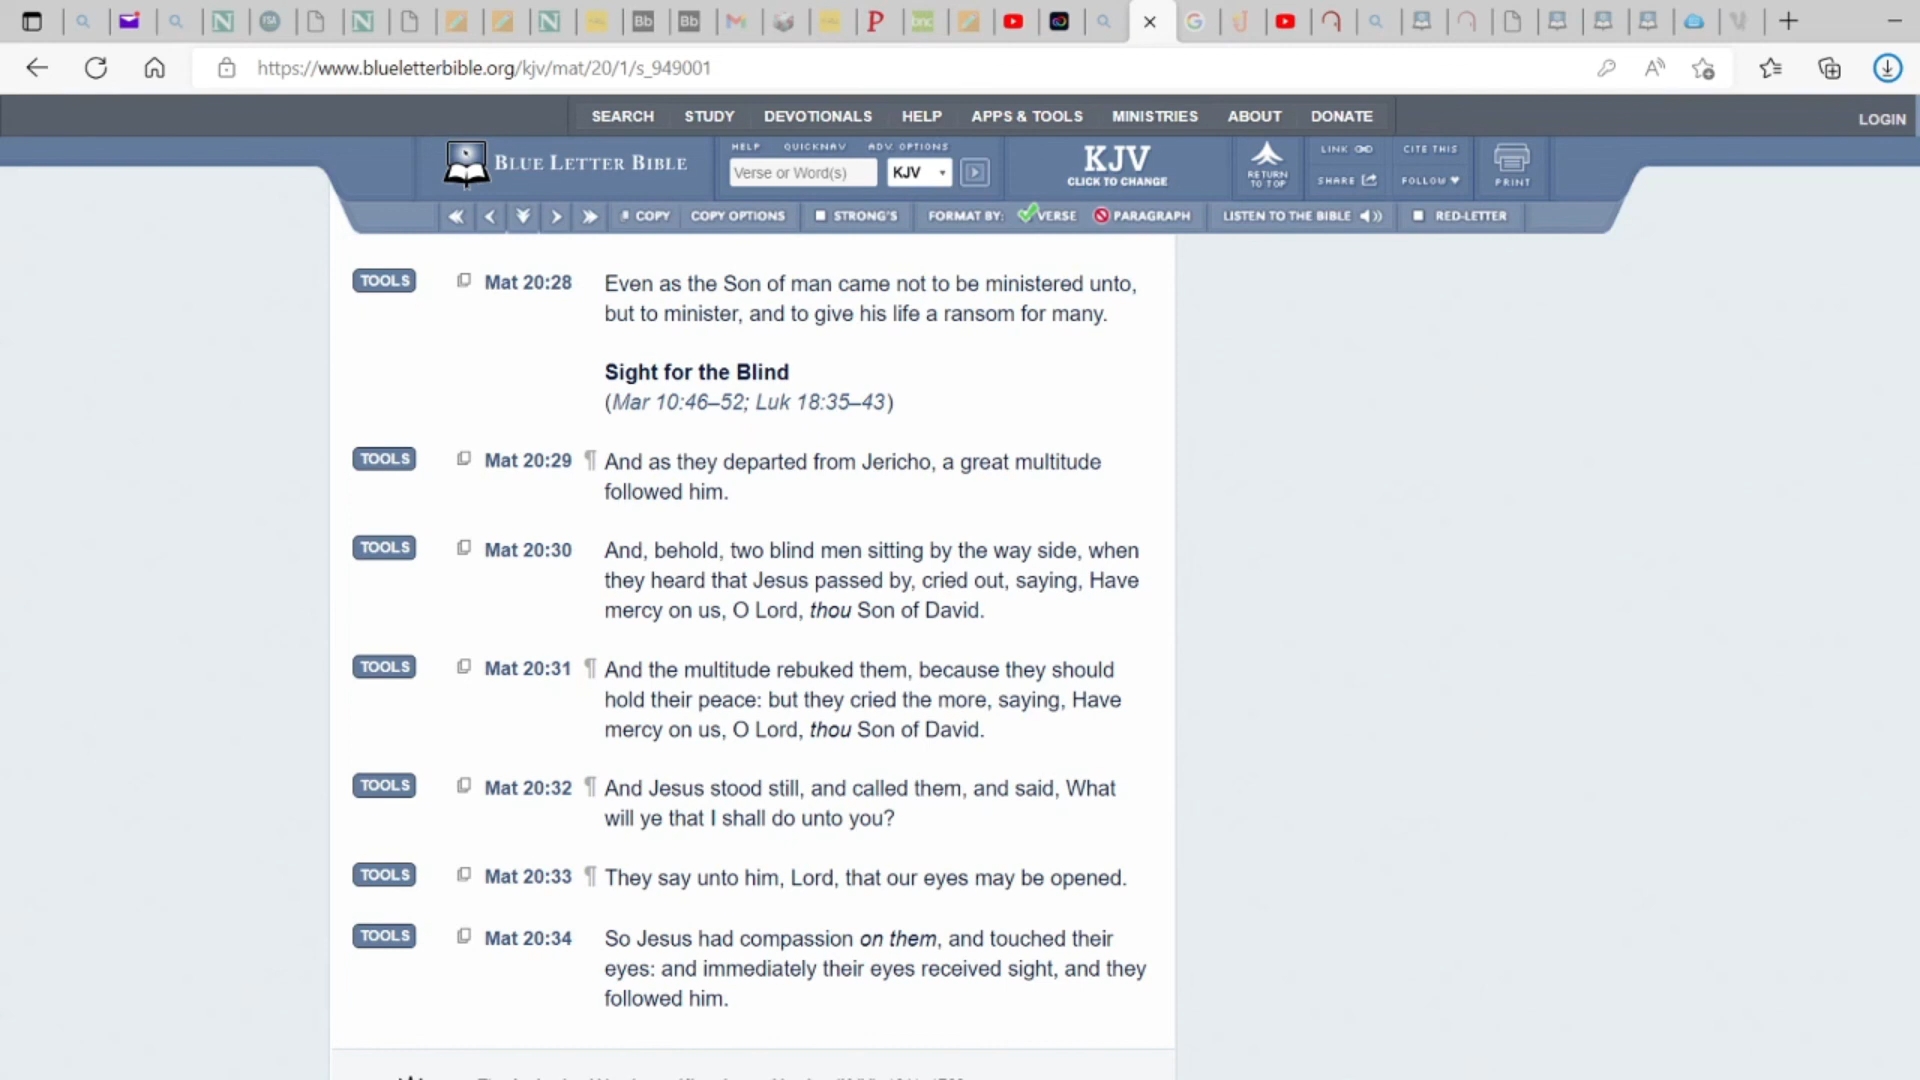 https://www.blueletterbible.org/kjv/mat/20/1/s_949001
SEARCH STUDY DEVOTIONALS HELP APPS & TOOLS MINISTRIES ABOUT DONATE
LOGIN
BLUE LETTER BIBLE
HELP QUICKNAV ADV. OPTIONS
Verse or Word(s) KJV
KJV
CLICK TO CHANGE
RETURN
TO TOP
LINK CITE THIS
SHARE FOLLOW
PRINT
COPY COPY OPTIONS STRONG'S FORMAT BY: VERSE PARAGRAPH LISTEN TO THE BIBLE RED-LETTER
TOOLS Mat 20:28 Even as the Son of man came not to be ministered unto,
but to minister, and to give his life a ransom for many.
Sight for the Blind
(Mar 10:46–52; Luk 18:35–43)
TOOLS Mat 20:29 ¶ And as they departed from Jericho, a great multitude
followed him.
TOOLS Mat 20:30 And, behold, two blind men sitting by the way side, when
they heard that Jesus passed by, cried out, saying, Have
mercy on us, O Lord, thou Son of David.
TOOLS Mat 20:31 ¶ And the multitude rebuked them, because they should
hold their peace: but they cried the more, saying, Have
mercy on us, O Lord, thou Son of David.
TOOLS Mat 20:32 ¶ And Jesus stood still, and called them, and said, What
will ye that I shall do unto you?
TOOLS Mat 20:33 ¶ They say unto him, Lord, that our eyes may be opened.
TOOLS Mat 20:34 So Jesus had compassion on them, and touched their
eyes: and immediately their eyes received sight, and they
followed him.